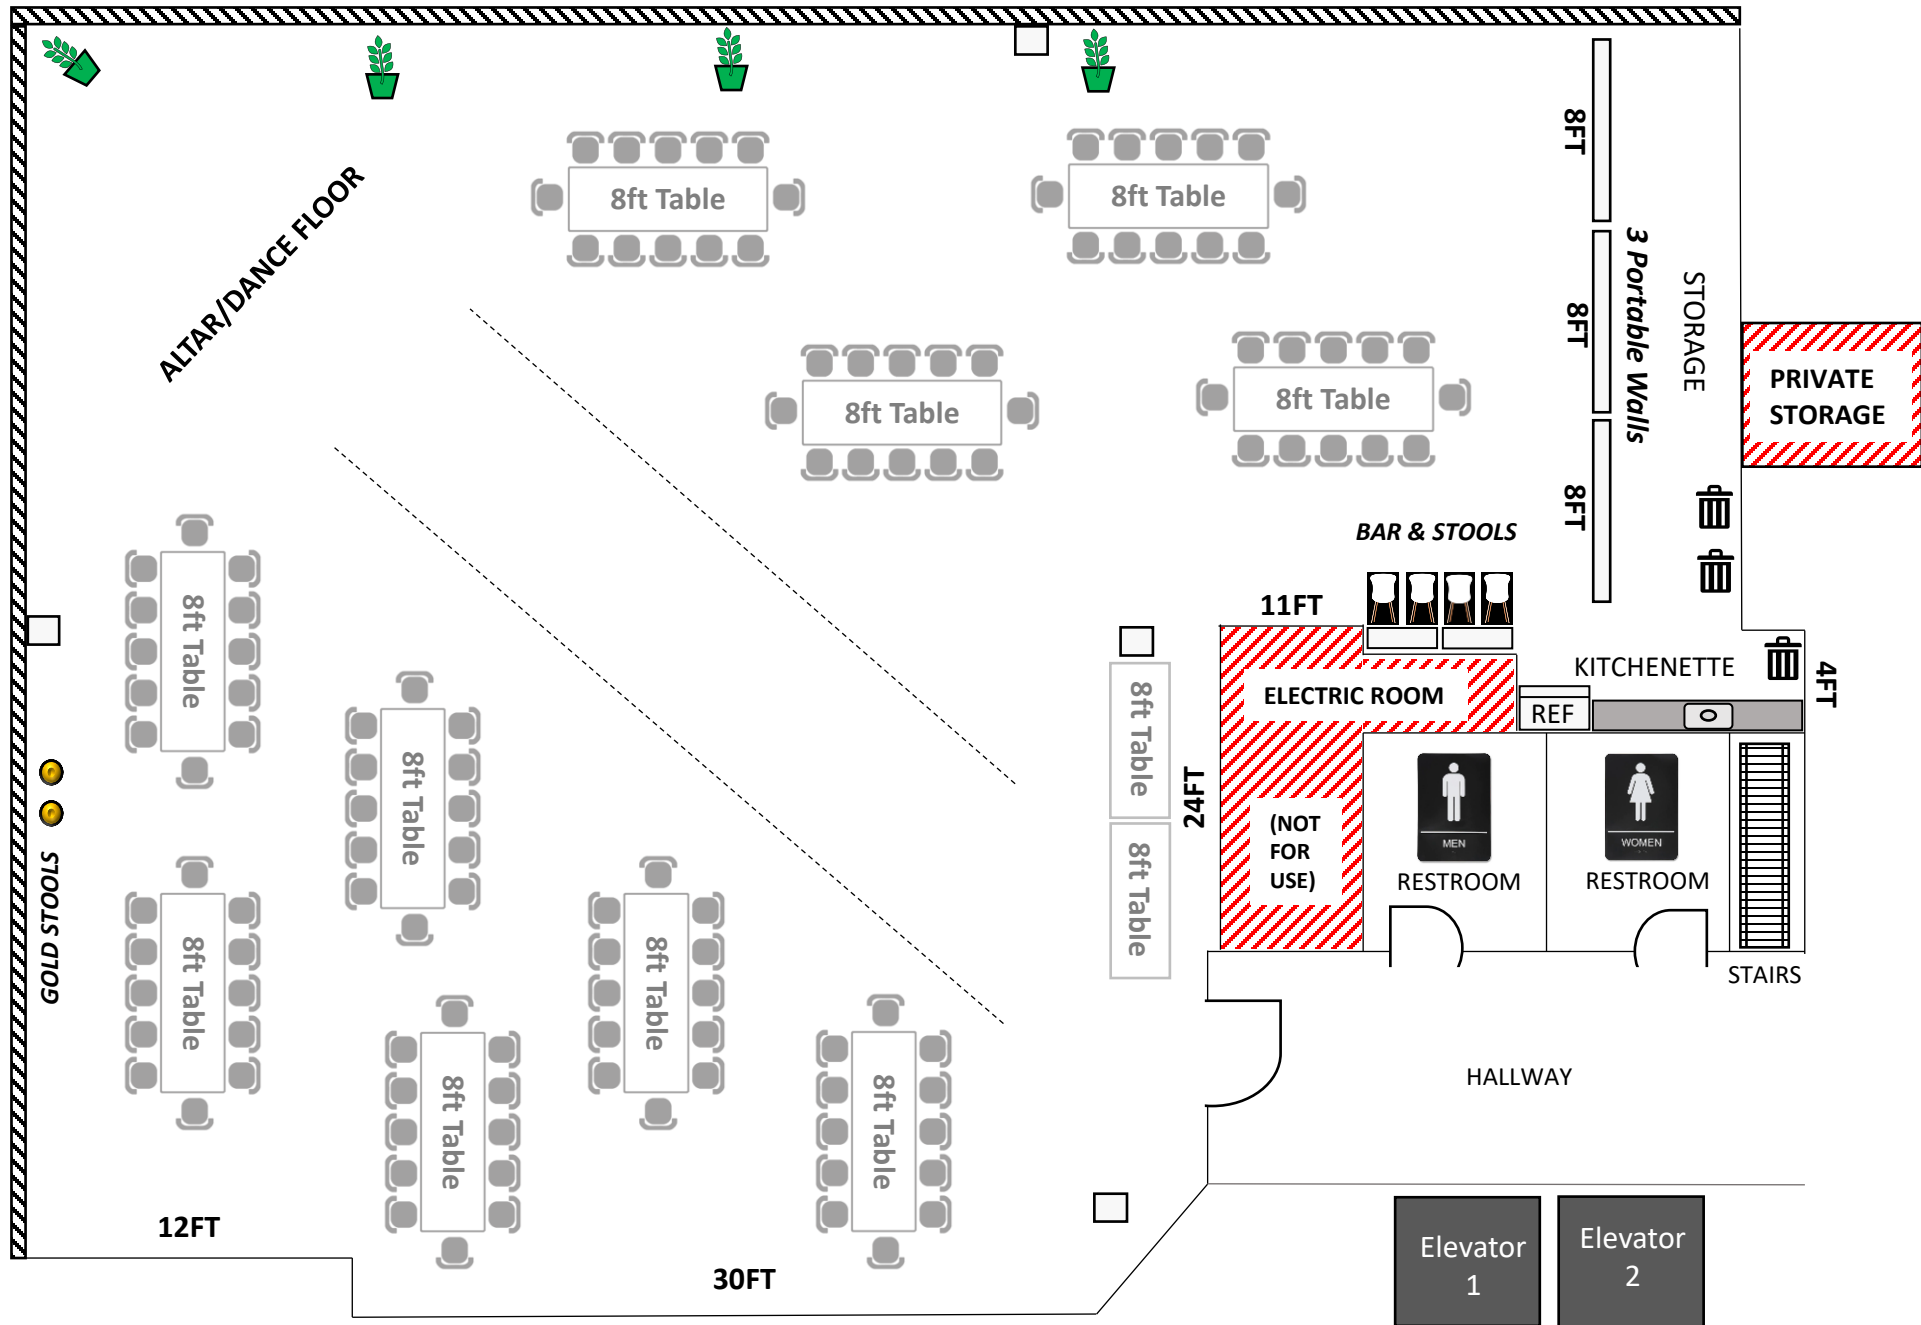 ALTAR/DANCE FLOOR
8ft Table
8ft Table
8ft Table
8ft Table
8FT
8FT
8FT
3 Portable Walls
STORAGE
PRIVATE
STORAGE
BAR & STOOLS
11FT
ELECTRIC ROOM
(NOT
FOR
USE)
24FT
KITCHENETTE
4FT
REF
MEN
RESTROOM
WOMEN
RESTROOM
STAIRS
HALLWAY
Elevator
1
Elevator
2
8ft Table
8ft Table
8ft Table
8ft Table
8ft Table
8ft Table
8ft Table
8ft Table
GOLD STOOLS
12FT
30FT